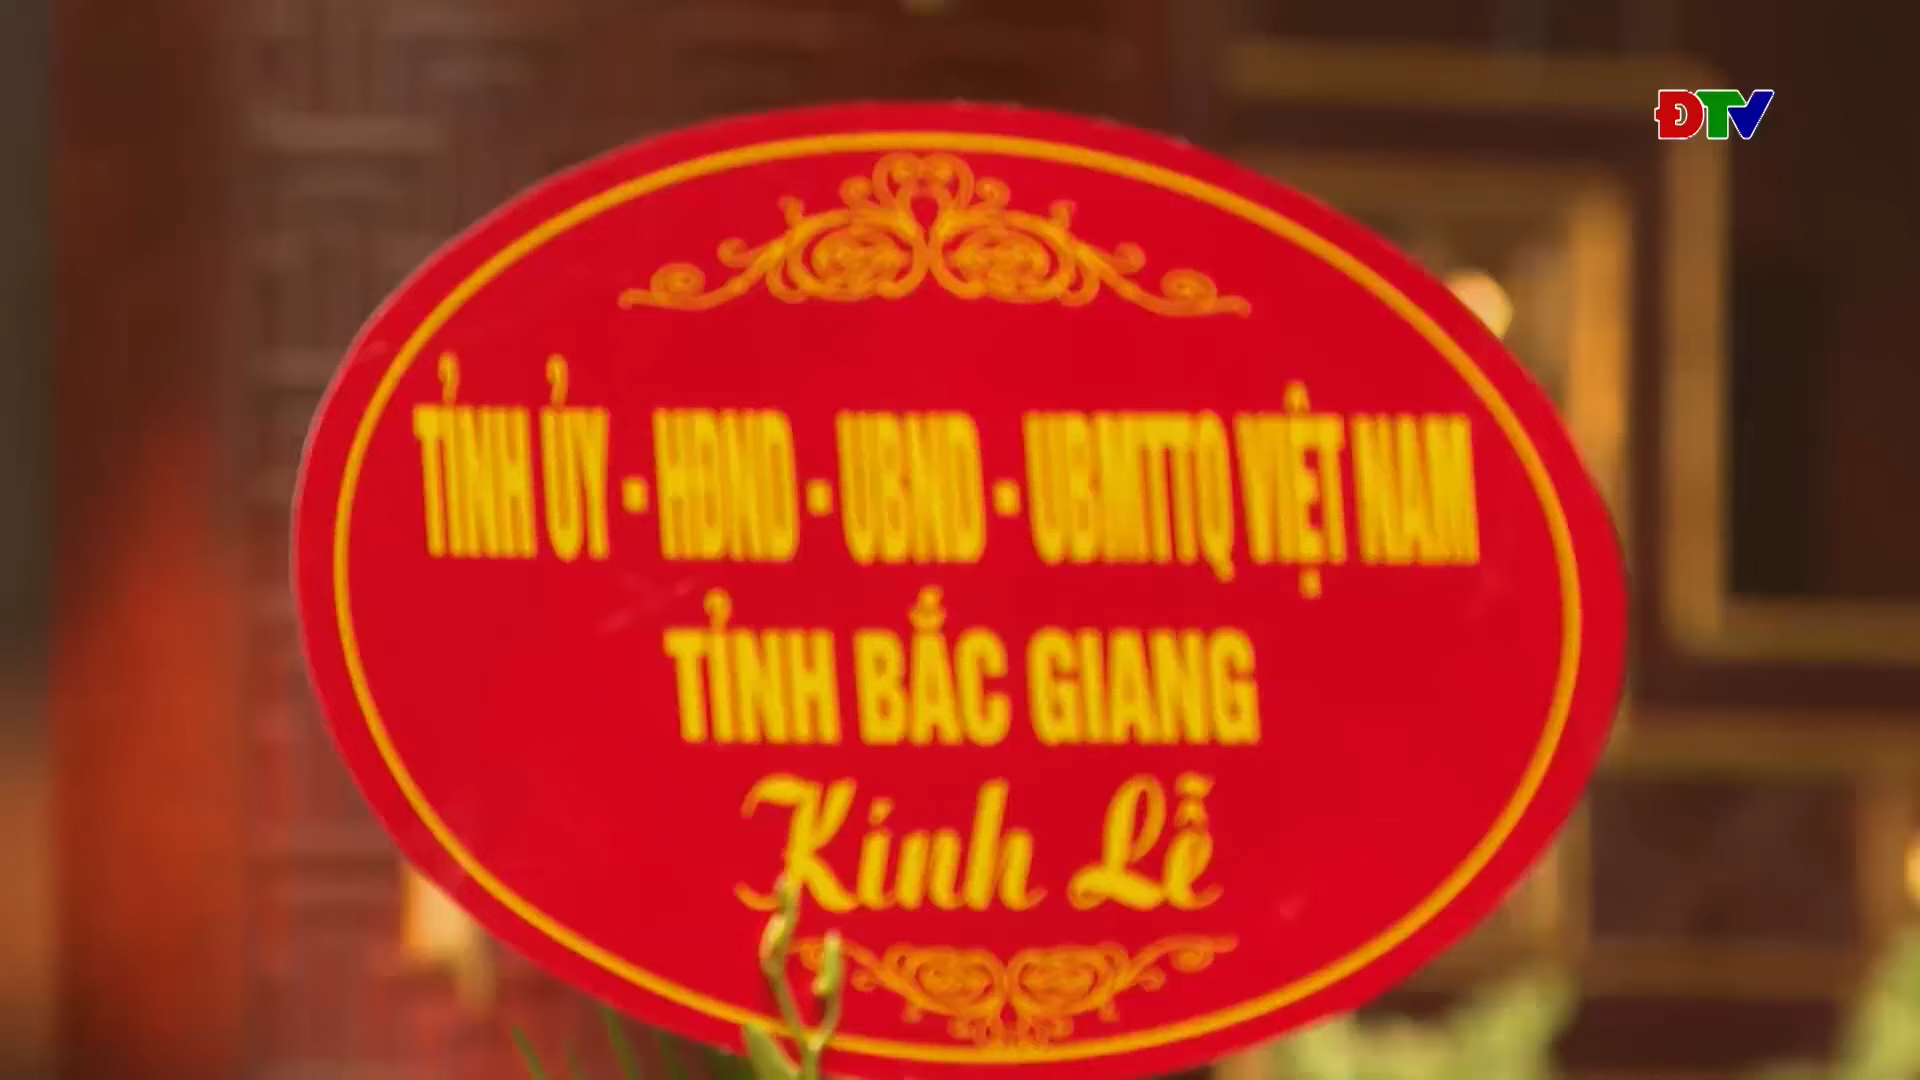 ĐTV
TỈNH ỦY - HĐND - UBND - UBMTTQ VIỆT NAM
TỈNH BẮC GIANG
Kính Lễ